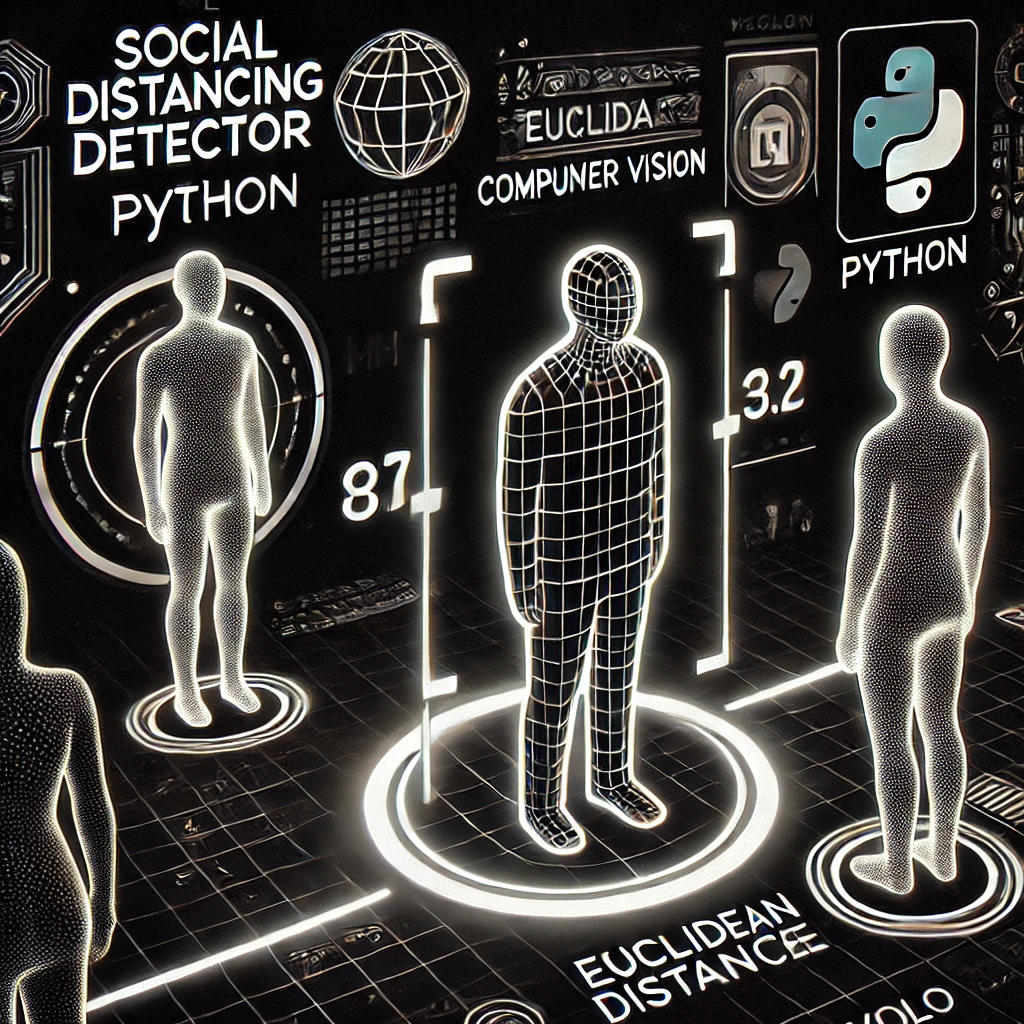 SOCIAL
DISTANCING
DETECTOR
PYTHON
EUCLIDA
COMPUNER VISION
PYTHON
87
3.2
EUCLIDEAN
DISTANCE